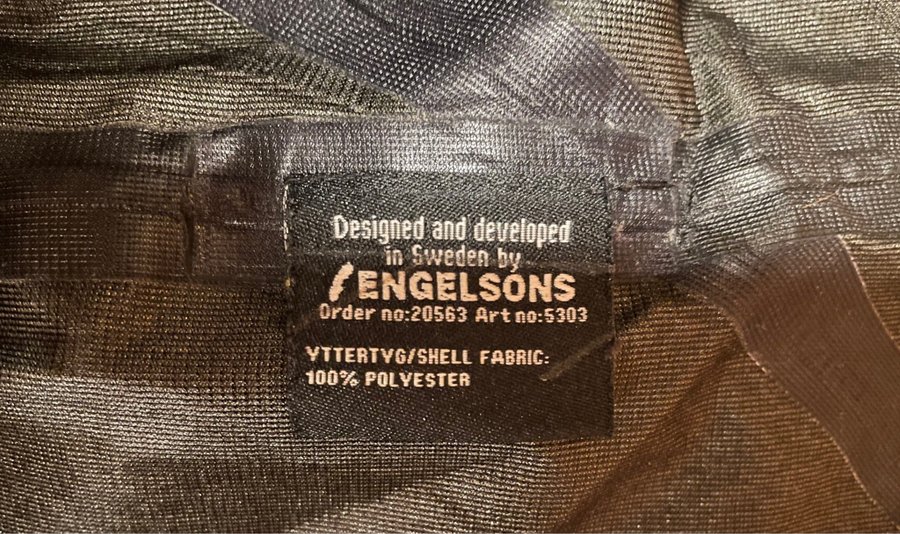 Designed and developed
in Sweden by
ENGELSONS
Order no:20563 Art no:5303
YTTERTYG/SHELL FABRIC:
100% POLYESTER